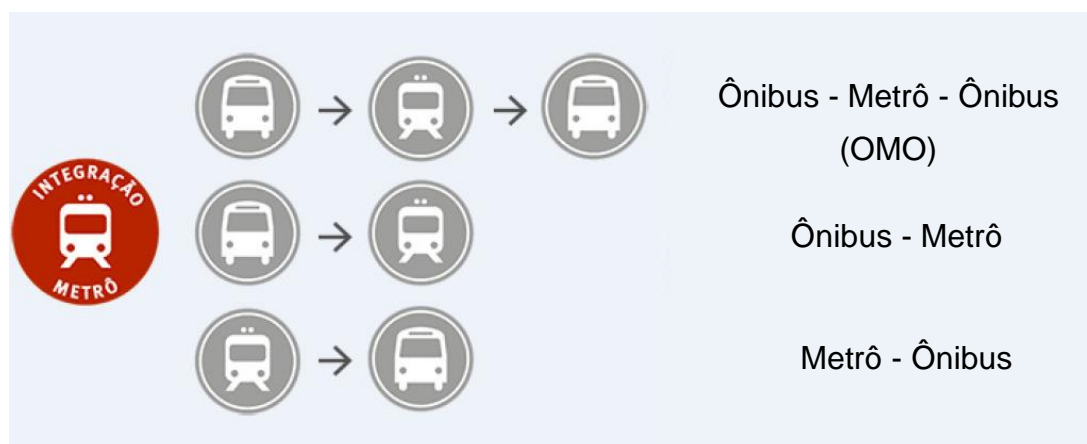 INTEGRAÇÃO
METRÔ
Ônibus - Metrô - Ônibus
(OMO)
Ônibus - Metrô
Metrô - Ônibus